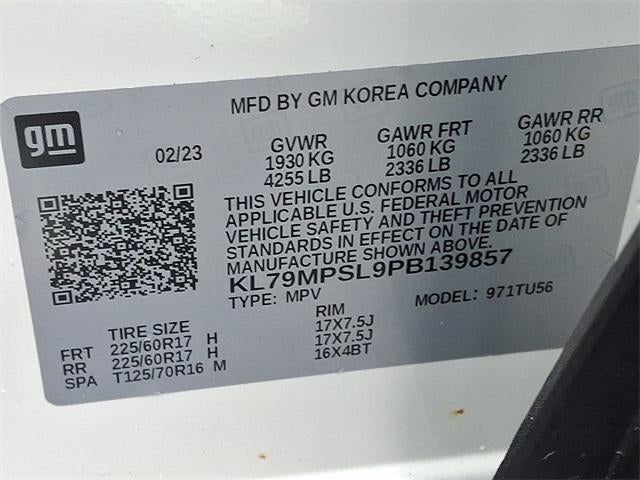 MFD BY GM KOREA COMPANY
gm
02/23
GVWR GAWR FRT GAWR RR
1930 KG 1060 KG 1060 KG
4255 LB 2336 LB 2336 LB
THIS VEHICLE CONFORMS TO ALL
APPLICABLE U.S. FEDERAL MOTOR
VEHICLE SAFETY AND THEFT PREVENTION
STANDARDS IN EFFECT ON THE DATE OF
MANUFACTURE SHOWN ABOVE.
KL79MPSL9PB139857
TYPE: MPV MODEL: 971TU56
TIRE SIZE RIM
FRT 225/60R17 H 17X7.5J
RR 225/60R17 H 17X7.5J
SPA T125/70R16 M 16X4BT